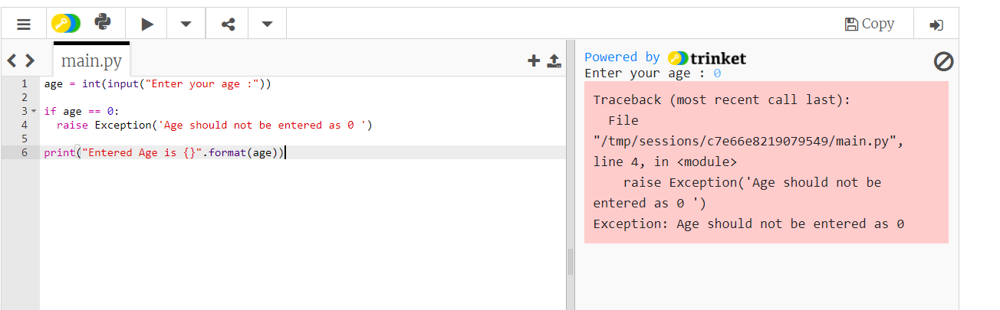 Copy
main.py
1 age = int(input("Enter your age :"))
2
3 if age == 0:
4 raise Exception('Age should not be entered as 0 ')
5
6 print("Entered Age is {}".format(age))
Powered by trinket
Enter your age : 0
Traceback (most recent call last):
File
"/tmp/sessions/c7e66e8219079549/main.py",
line 4, in <module>
raise Exception('Age should not be
entered as 0 ')
Exception: Age should not be entered as 0